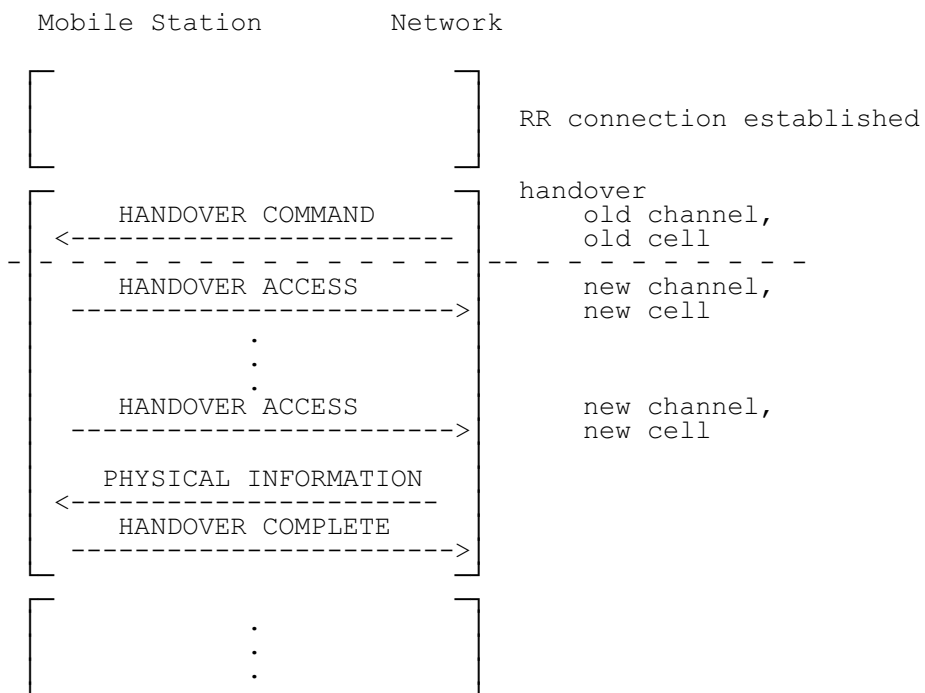 Mobile Station Network
RR connection established
handover
HANDOVER COMMAND old channel,
<------------------------ old cell
- - - - - - - - - - - - - - - -- - - - - - - - - -
HANDOVER ACCESS new channel,
------------------------> new cell
.
.
.
HANDOVER ACCESS new channel,
------------------------> new cell
PHYSICAL INFORMATION
<-----------------------
HANDOVER COMPLETE
------------------------>
.
.
.